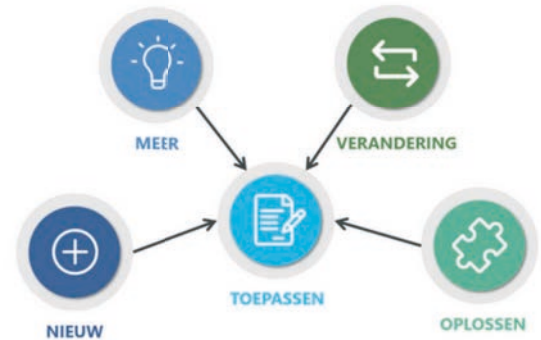 MEER
VERANDERING
TOEPASSEN
NIEUW
OPLOSSEN